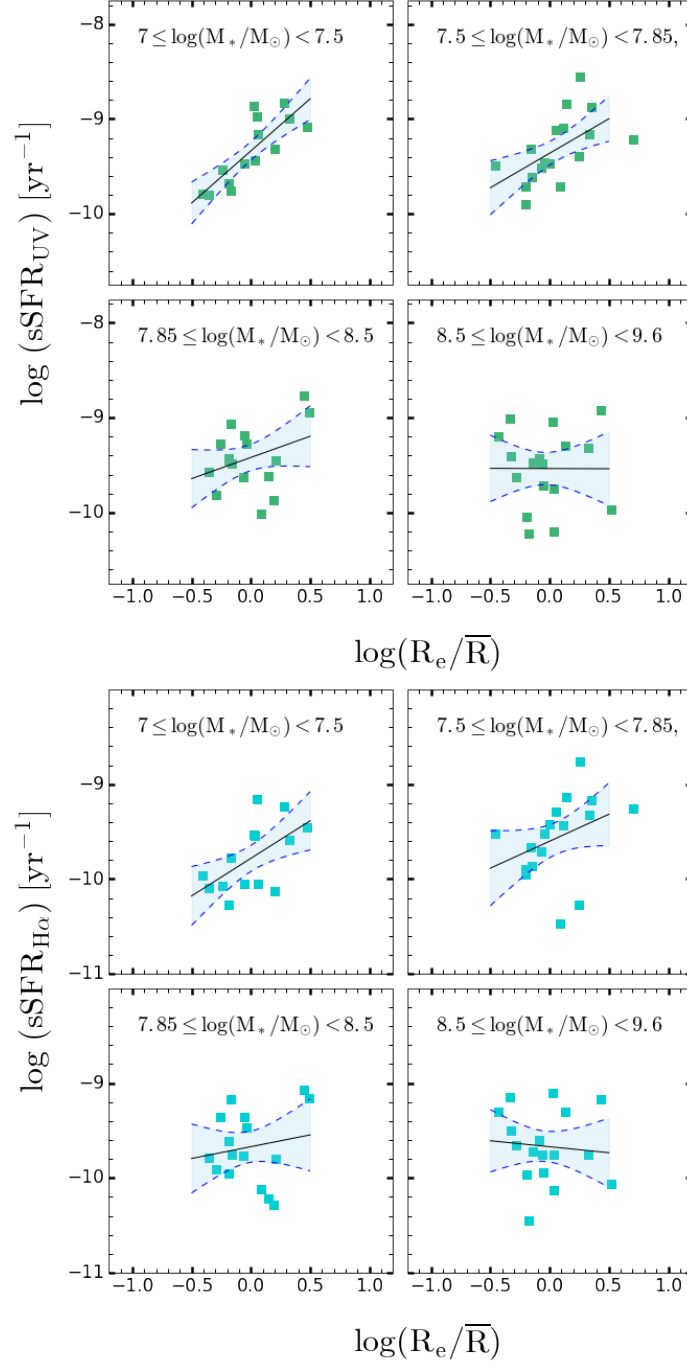 7 ≤ log(M∗/M⊙) < 7.5
7.5 ≤ log(M∗/M⊙) < 7.85,
−8
−9
−10
7.85 ≤ log(M∗/M⊙) < 8.5
8.5 ≤ log(M∗/M⊙) < 9.6
−8
−9
−10
log (sSFR_UV) [yr⁻¹]
−1.0 −0.5 0.0 0.5 1.0
−1.0 −0.5 0.0 0.5 1.0
log(R_e/R̅)
7 ≤ log(M∗/M⊙) < 7.5
7.5 ≤ log(M∗/M⊙) < 7.85,
−9
−10
−11
7.85 ≤ log(M∗/M⊙) < 8.5
8.5 ≤ log(M∗/M⊙) < 9.6
−9
−10
−11
log (sSFR_Hα) [yr⁻¹]
−1.0 −0.5 0.0 0.5 1.0
−1.0 −0.5 0.0 0.5 1.0
log(R_e/R̅)